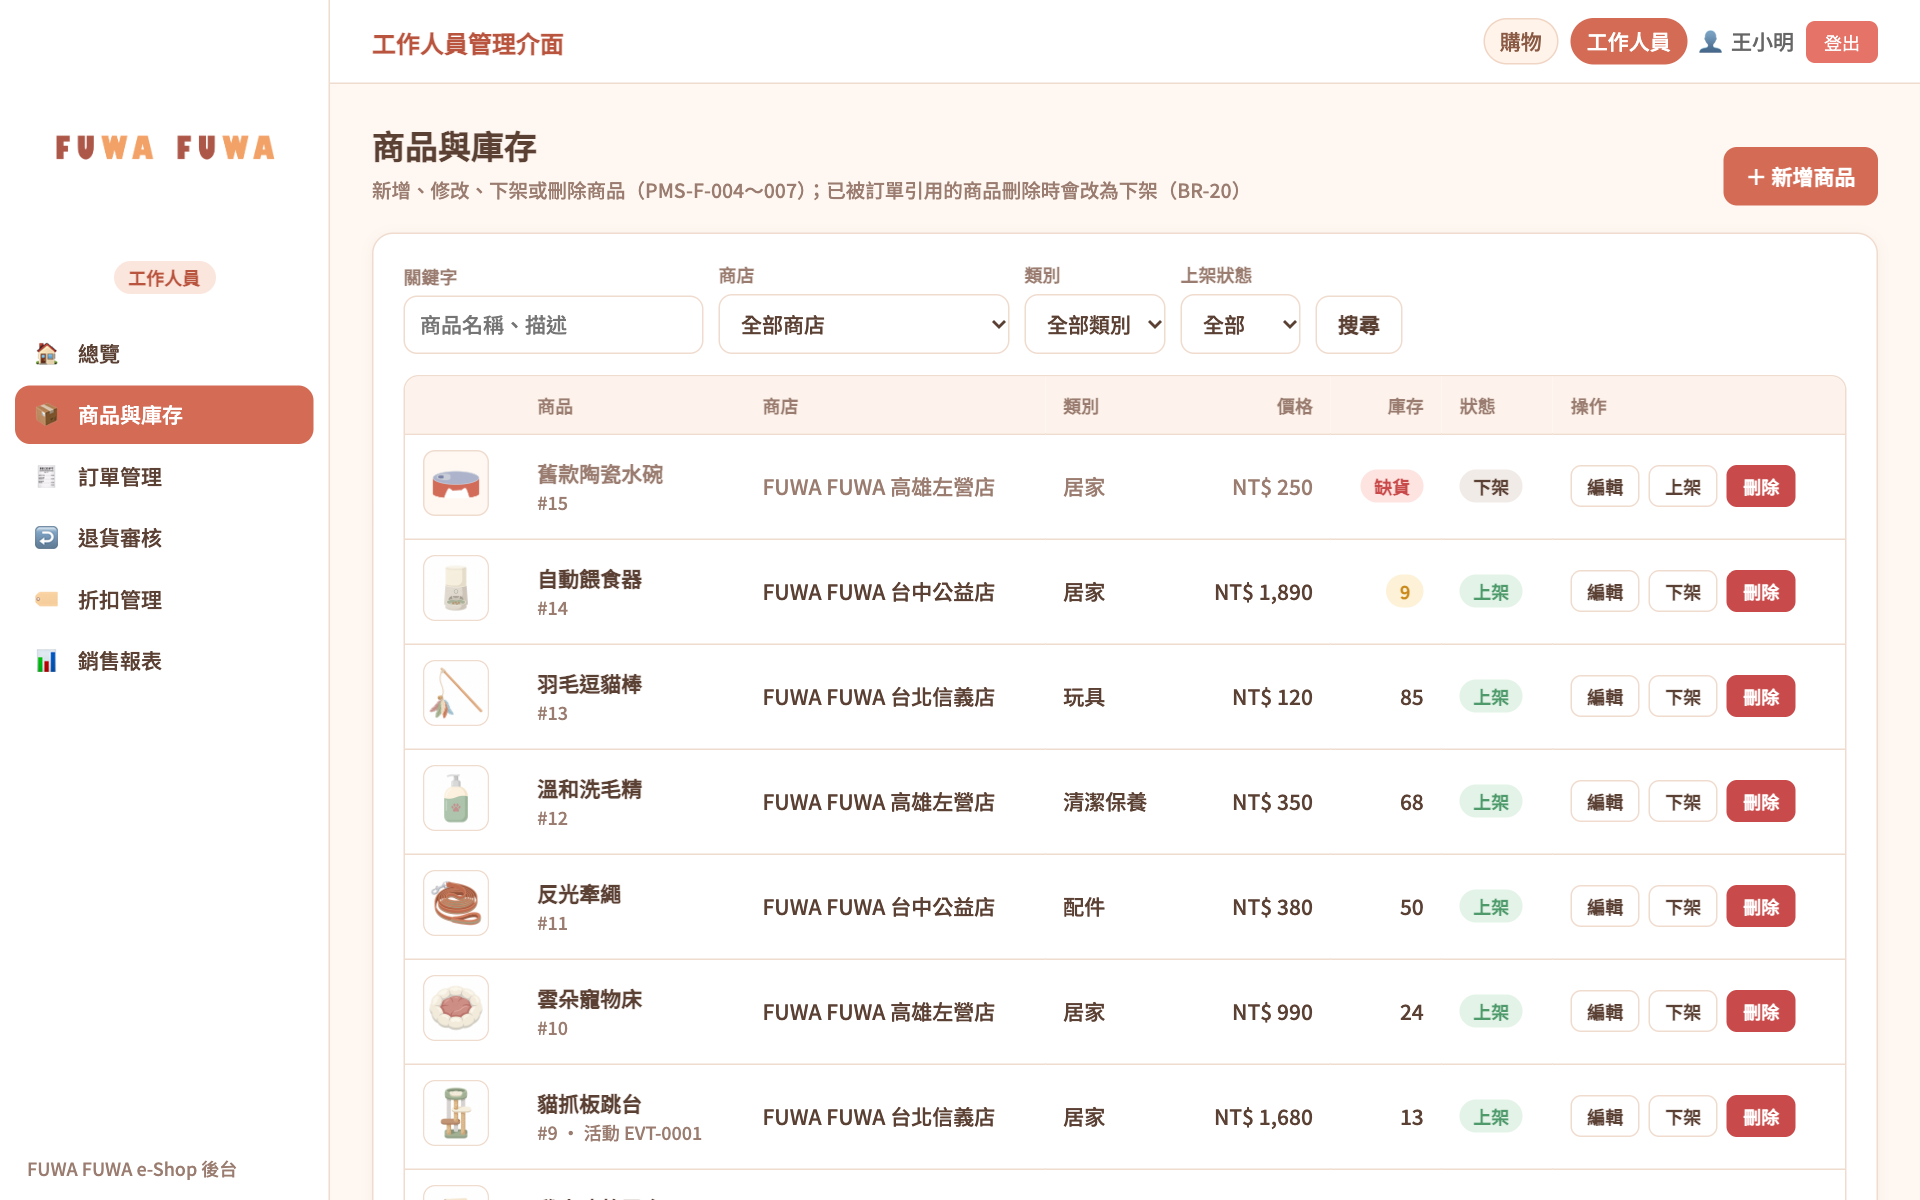 工作人員管理介面
購物
工作人員
王小明
登出
FUWA FUWA
工作人員
總覽
商品與庫存
訂單管理
退貨審核
折扣管理
銷售報表
FUWA FUWA e-Shop 後台
商品與庫存
新增、修改、下架或刪除商品（PMS-F-004～007）；已被訂單引用的商品刪除時會改為下架（BR-20）
＋ 新增商品
關鍵字 商店 類別 上架狀態
商品名稱、描述 全部商店 全部類別 全部 搜尋
商品 商店 類別 價格 庫存 狀態 操作
舊款陶瓷水碗
#15
FUWA FUWA 高雄左營店 居家 NT$ 250 缺貨 下架 編輯 上架 刪除
自動餵食器
#14
FUWA FUWA 台中公益店 居家 NT$ 1,890 9 上架 編輯 下架 刪除
羽毛逗貓棒
#13
FUWA FUWA 台北信義店 玩具 NT$ 120 85 上架 編輯 下架 刪除
溫和洗毛精
#12
FUWA FUWA 高雄左營店 清潔保養 NT$ 350 68 上架 編輯 下架 刪除
反光牽繩
#11
FUWA FUWA 台中公益店 配件 NT$ 380 50 上架 編輯 下架 刪除
雲朵寵物床
#10
FUWA FUWA 高雄左營店 居家 NT$ 990 24 上架 編輯 下架 刪除
貓抓板跳台
#9 · 活動 EVT-0001
FUWA FUWA 台北信義店 居家 NT$ 1,680 13 上架 編輯 下架 刪除